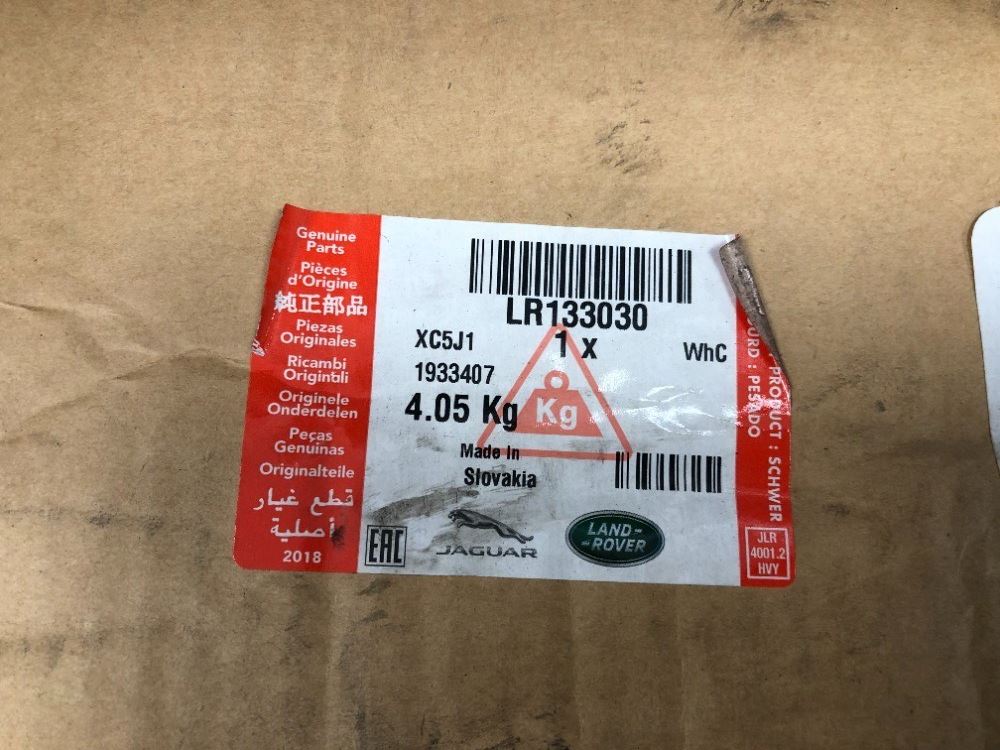 Genuine
Parts
Pièces
d'Origine
純正部品
Piezas
Originales
Ricambi
Originali
Originele
Onderdelen
Peças
Genuínas
Originalteile
قطع غيار
أصلية
2018
LR133030
XC5J1
1 x
WhC
1933407
4.05 Kg
Kg
Made In
Slovakia
EAC
JAGUAR
LAND-
-ROVER
PRODUCT : SCHWER
OURD : PESADO
JLR
4001.2
HVY